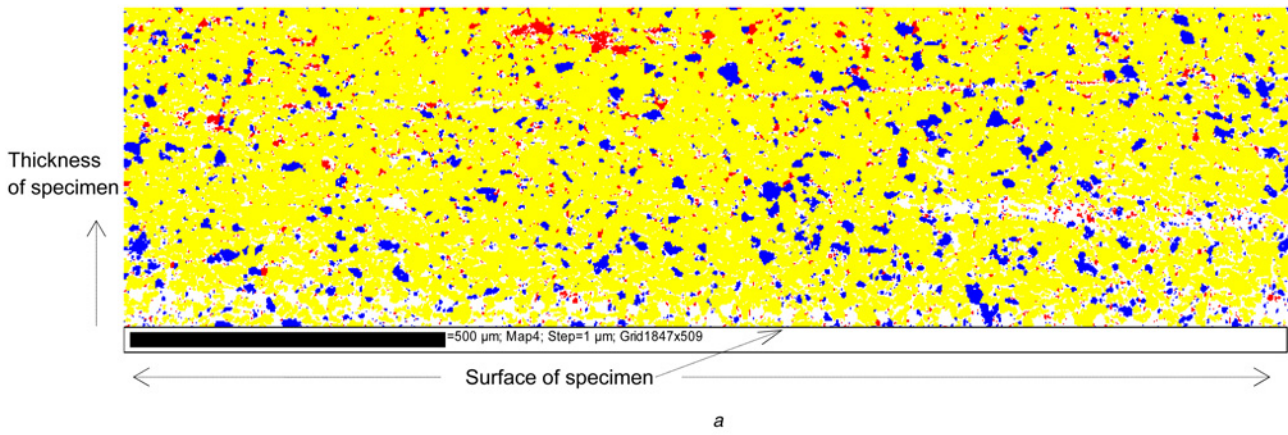 Thickness
of specimen
=500 µm; Map4; Step=1 µm; Grid1847x509
Surface of specimen
a